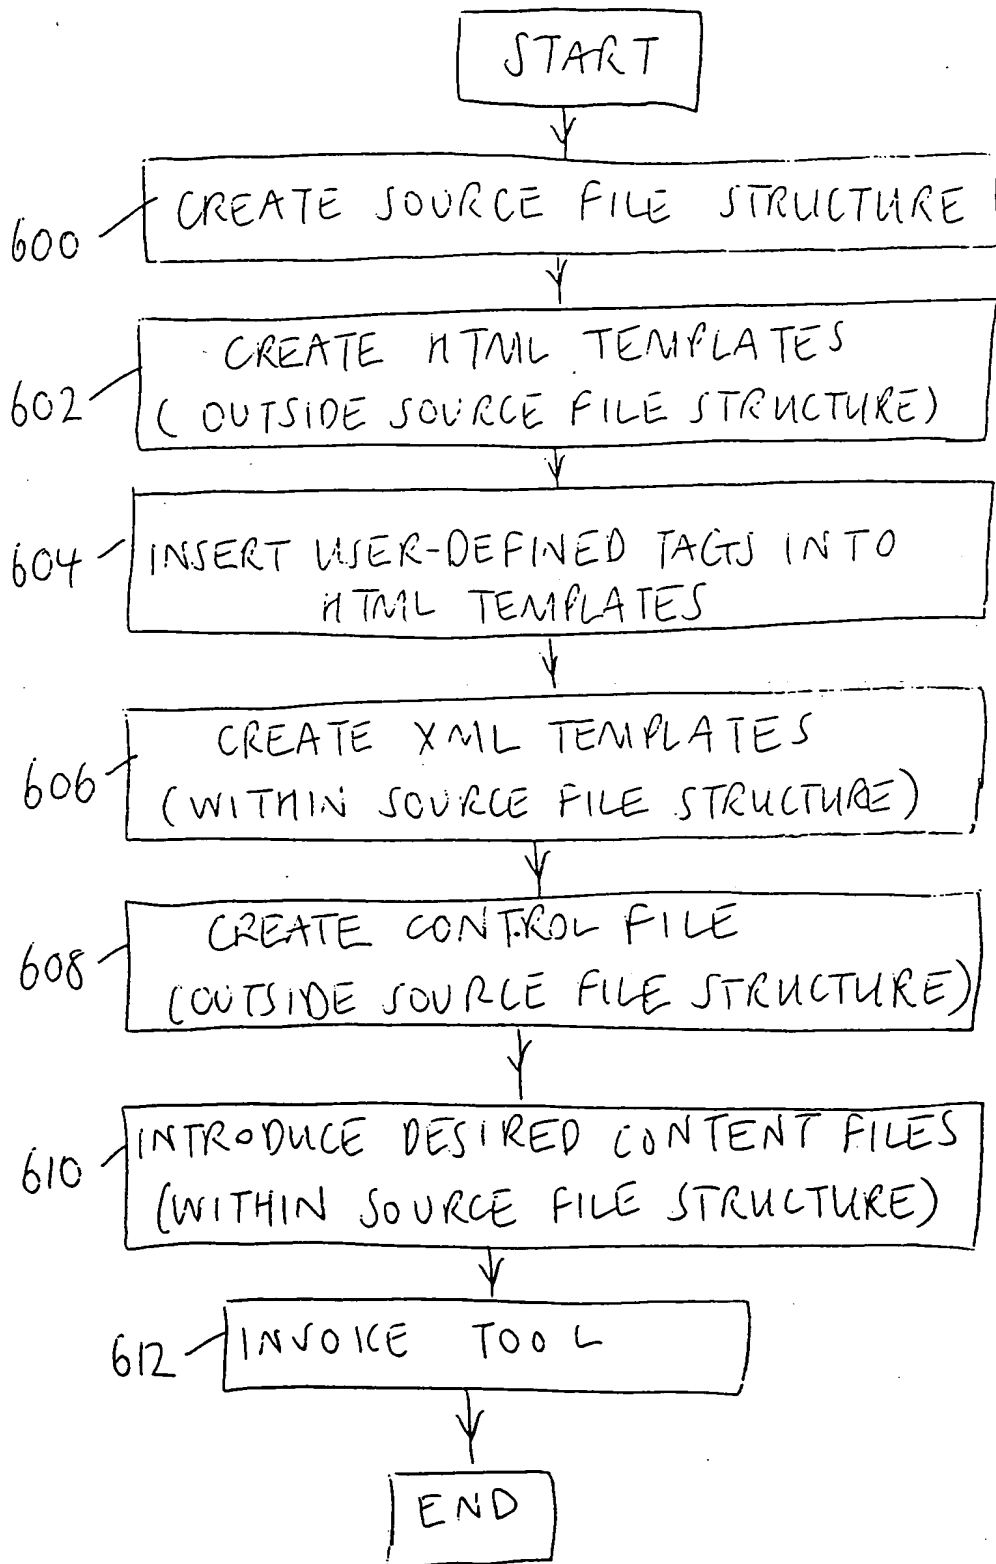 START
600
CREATE SOURCE FILE STRUCTURE
602
CREATE HTML TEMPLATES
(OUTSIDE SOURCE FILE STRUCTURE)
604
INSERT USER-DEFINED TAGS INTO
HTML TEMPLATES
606
CREATE XML TEMPLATES
(WITHIN SOURCE FILE STRUCTURE)
608
CREATE CONTROL FILE
(OUTSIDE SOURCE FILE STRUCTURE)
610
INTRODUCE DESIRED CONTENT FILES
(WITHIN SOURCE FILE STRUCTURE)
612
INVOICE TOOL
END